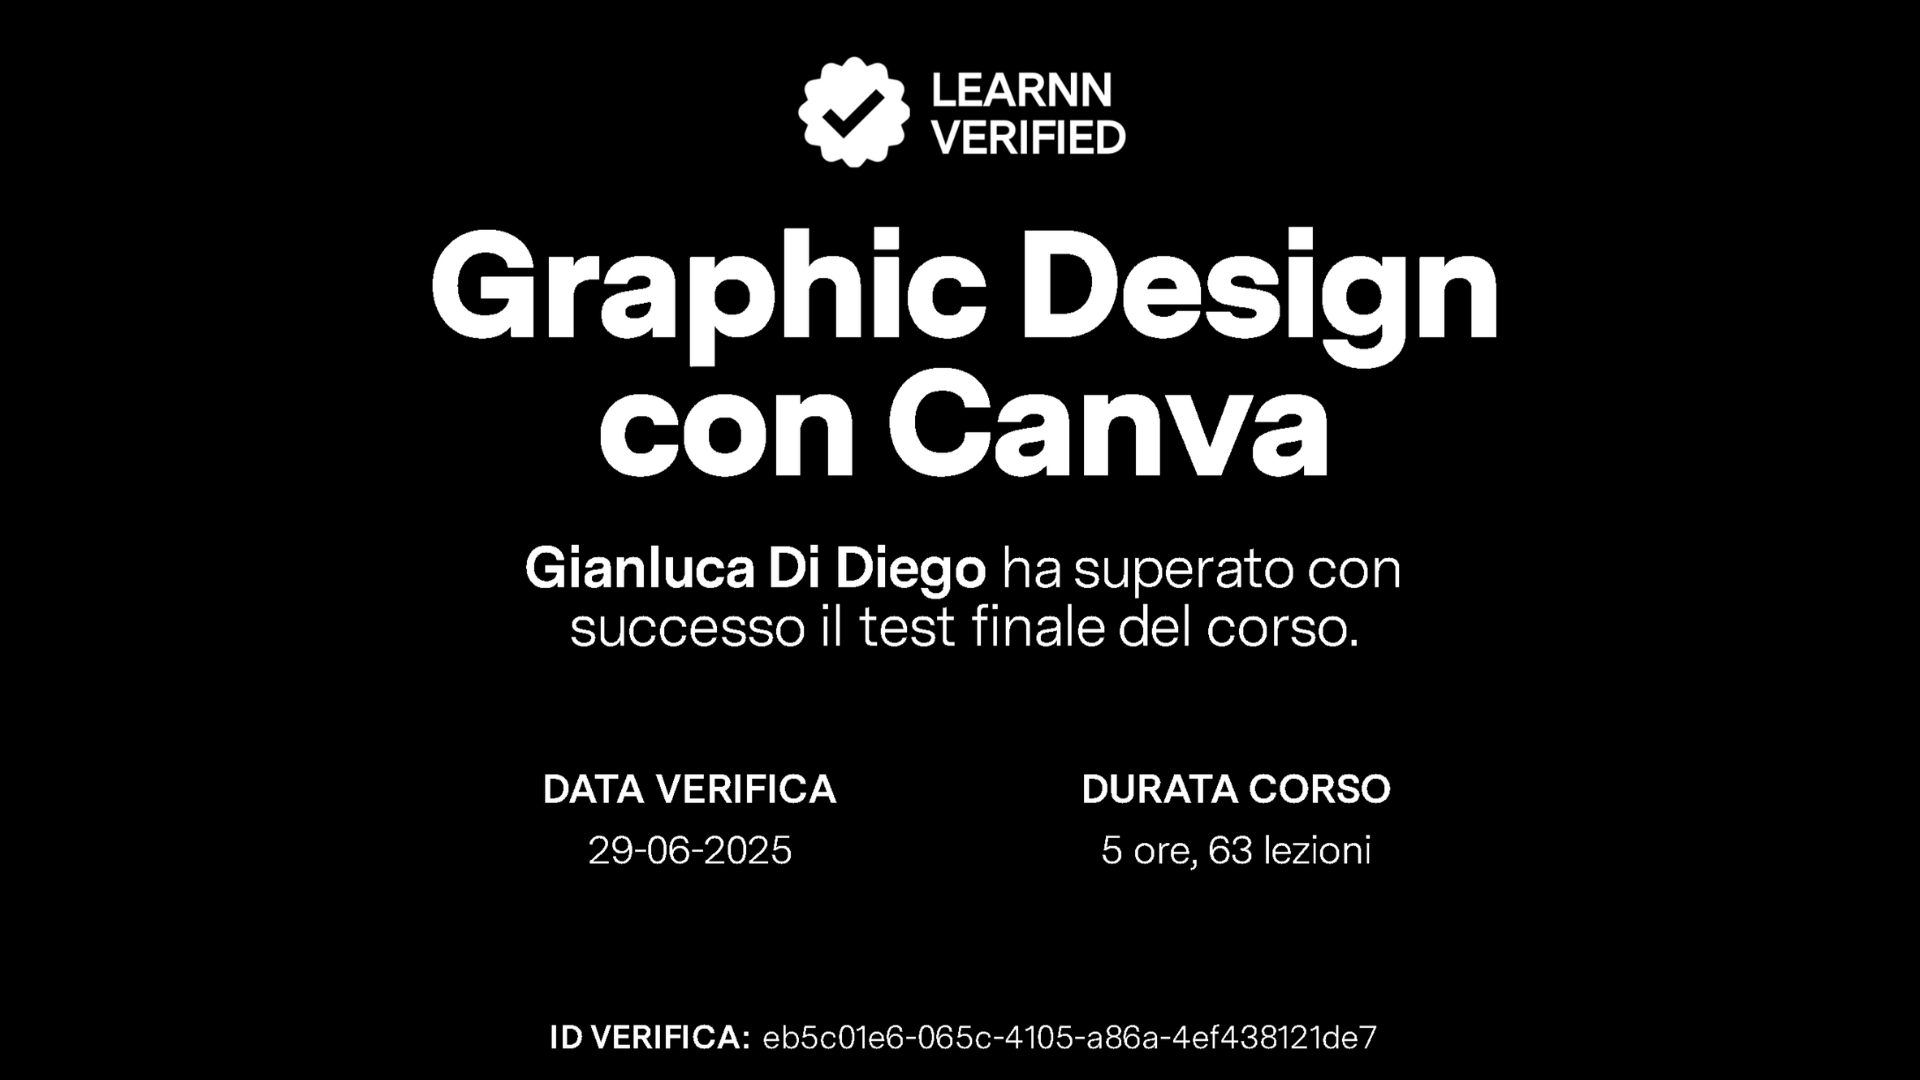 LEARNN
VERIFIED
Graphic Design
con Canva
Gianluca Di Diego ha superato con
successo il test finale del corso.
DATA VERIFICA
29-06-2025
DURATA CORSO
5 ore, 63 lezioni
ID VERIFICA: eb5c01e6-065c-4105-a86a-4ef438121de7